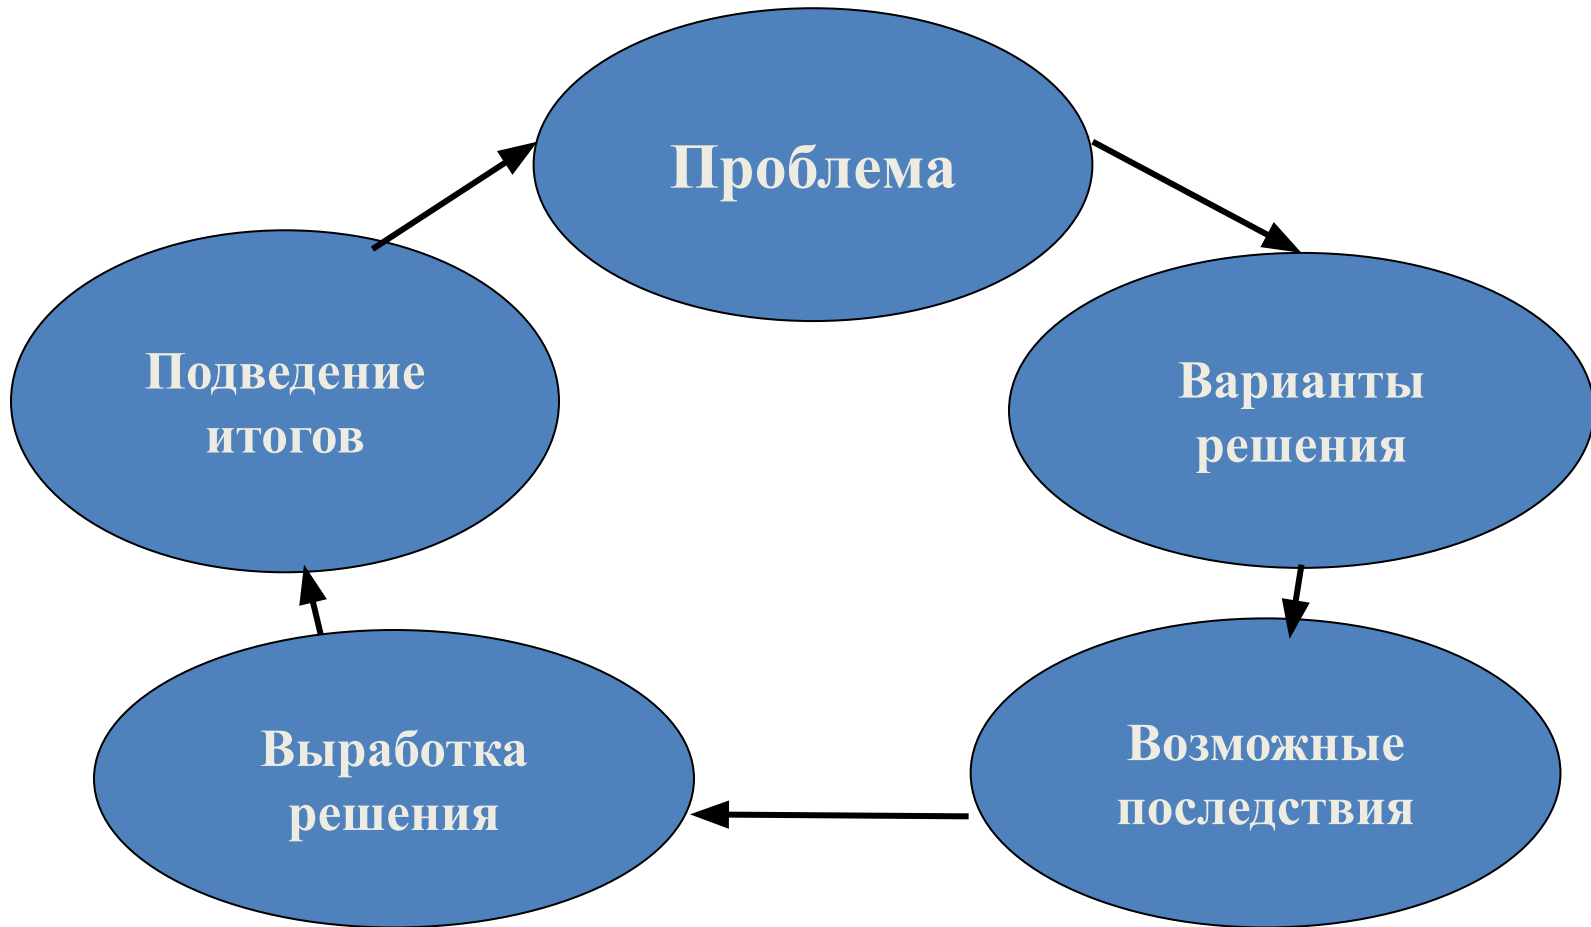 Проблема
Варианты
решения
Возможные
последствия
Выработка
решения
Подведение
итогов